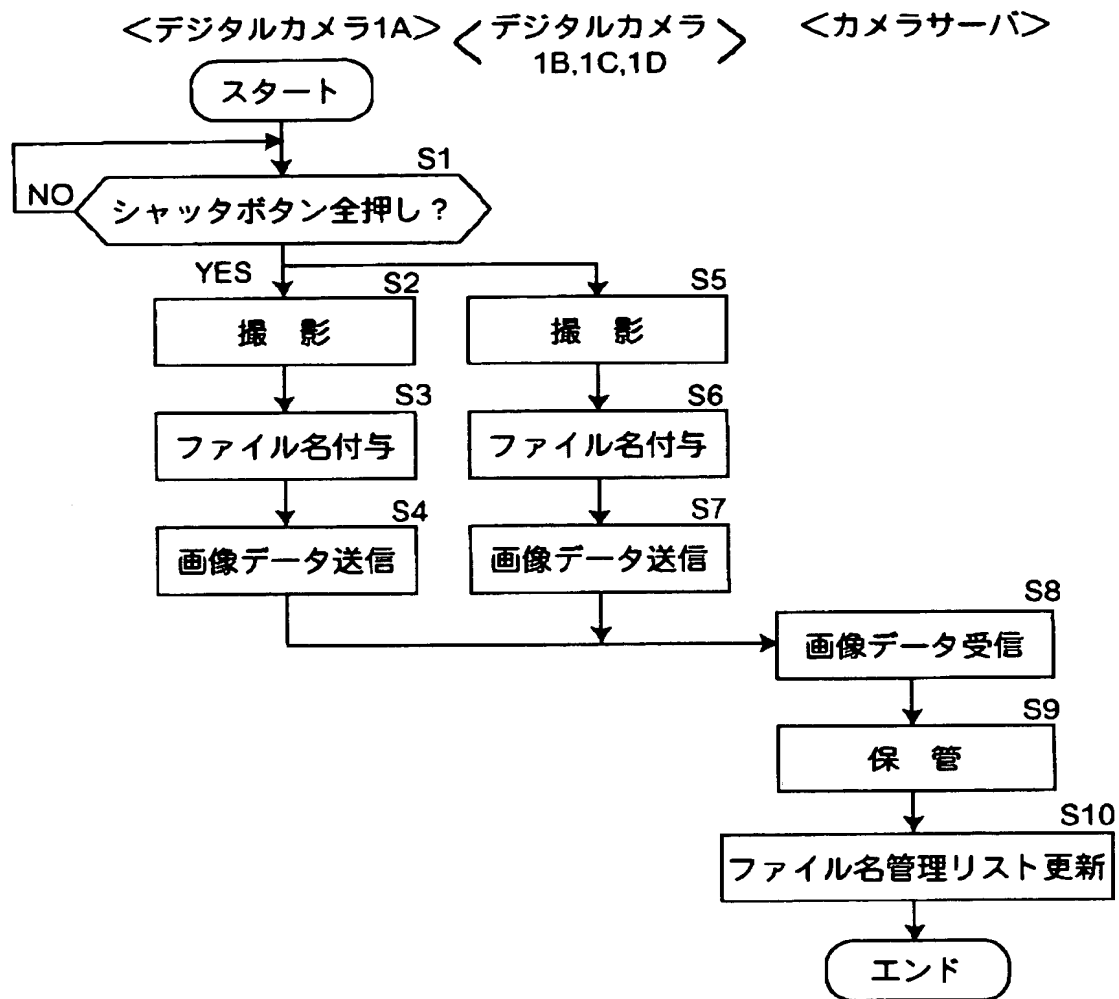 <デジタルカメラ1A>
<デジタルカメラ
1B,1C,1D>
<カメラサーバ>
スタート
S1
シャッタボタン全押し?
NO
YES
S2
撮 影
S3
ファイル名付与
S4
画像データ送信
S5
撮 影
S6
ファイル名付与
S7
画像データ送信
S8
画像データ受信
S9
保 管
S10
ファイル名管理リスト更新
エンド